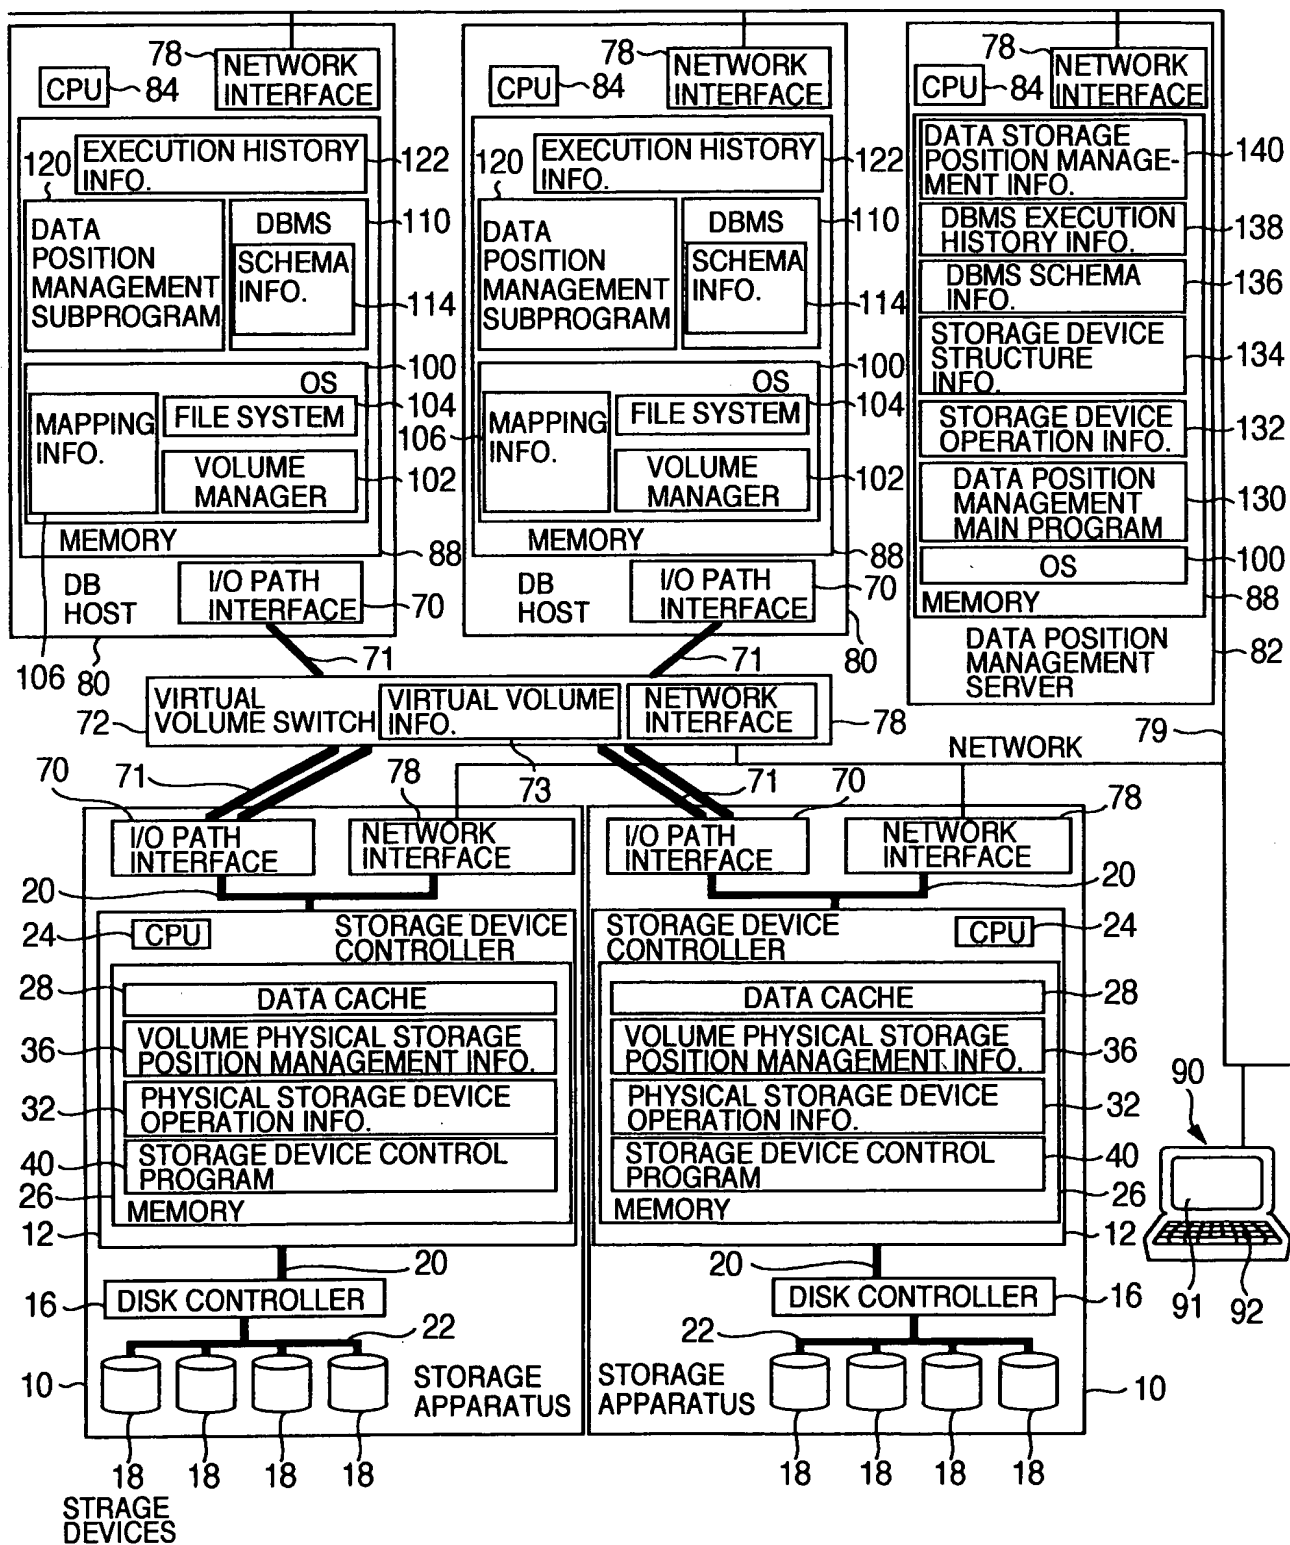 78
NETWORK
INTERFACE
CPU
84
EXECUTION HISTORY
INFO.
122
120
DATA
POSITION
MANAGEMENT
SUBPROGRAM
DBMS
110
SCHEMA
INFO.
114
100
OS
MAPPING
INFO.
FILE SYSTEM
104
VOLUME
MANAGER
102
MEMORY
88
DB
HOST
I/O PATH
INTERFACE
70
106
80
71
78
NETWORK
INTERFACE
CPU
84
EXECUTION HISTORY
INFO.
122
120
DATA
POSITION
MANAGEMENT
SUBPROGRAM
DBMS
110
SCHEMA
INFO.
114
100
OS
106
MAPPING
INFO.
FILE SYSTEM
104
VOLUME
MANAGER
102
MEMORY
88
DB
HOST
I/O PATH
INTERFACE
70
80
71
78
NETWORK
INTERFACE
CPU
84
DATA STORAGE
POSITION MANAGE-
MENT INFO.
140
DBMS EXECUTION
HISTORY INFO.
138
DBMS SCHEMA
INFO.
136
STORAGE DEVICE
STRUCTURE
INFO.
134
STORAGE DEVICE
OPERATION INFO.
132
DATA POSITION
MANAGEMENT
MAIN PROGRAM
130
OS
100
MEMORY
88
DATA POSITION
MANAGEMENT
SERVER
82
72
VIRTUAL
VOLUME SWITCH
VIRTUAL VOLUME
INFO.
NETWORK
INTERFACE
78
73
NETWORK
79
70
71
78
I/O PATH
INTERFACE
NETWORK
INTERFACE
20
24
CPU
STORAGE DEVICE
CONTROLLER
28
DATA CACHE
36
VOLUME PHYSICAL STORAGE
POSITION MANAGEMENT INFO.
32
PHYSICAL STORAGE DEVICE
OPERATION INFO.
40
STORAGE DEVICE CONTROL
PROGRAM
26
MEMORY
12
20
16
DISK CONTROLLER
22
10
STORAGE
APPARATUS
18
18
18
18
STRAGE
DEVICES
71
70
78
I/O PATH
INTERFACE
NETWORK
INTERFACE
20
STORAGE DEVICE
CONTROLLER
CPU
24
DATA CACHE
28
VOLUME PHYSICAL STORAGE
POSITION MANAGEMENT INFO.
36
PHYSICAL STORAGE DEVICE
OPERATION INFO.
32
STORAGE DEVICE CONTROL
PROGRAM
40
MEMORY
26
12
20
DISK CONTROLLER
16
22
STORAGE
APPARATUS
10
18
18
18
18
90
91
92